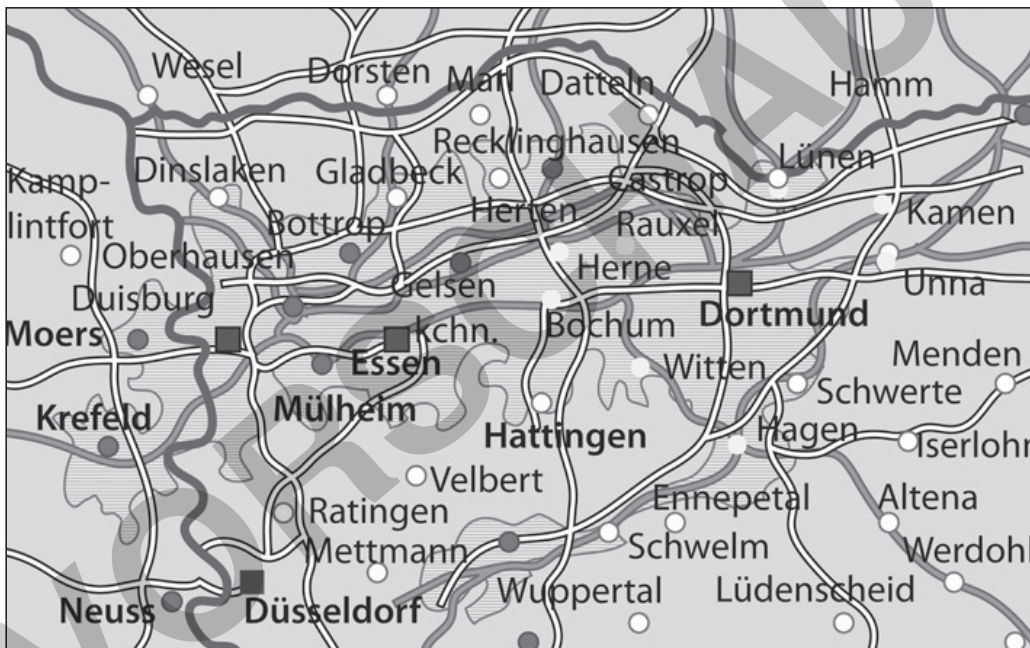 Wesel
Dorsten
Marl
Datteln
Hamm
Recklinghausen
Lünen
Dinslaken
Gladbeck
Castrop
Kamp-
lintfort
Bottrop
Herten
Rauxel
Kamen
Oberhausen
Gelsen
Herne
Unna
Duisburg
kchn.
Bochum
Dortmund
Moers
Essen
Witten
Menden
Schwerte
Krefeld
Mülheim
Hattingen
Hagen
Iserlohn
Velbert
Ennepetal
Altena
Ratingen
Mettmann
Schwelm
Werdohl
Wuppertal
Lüdenscheid
Neuss
Düsseldorf
VORSCHAU